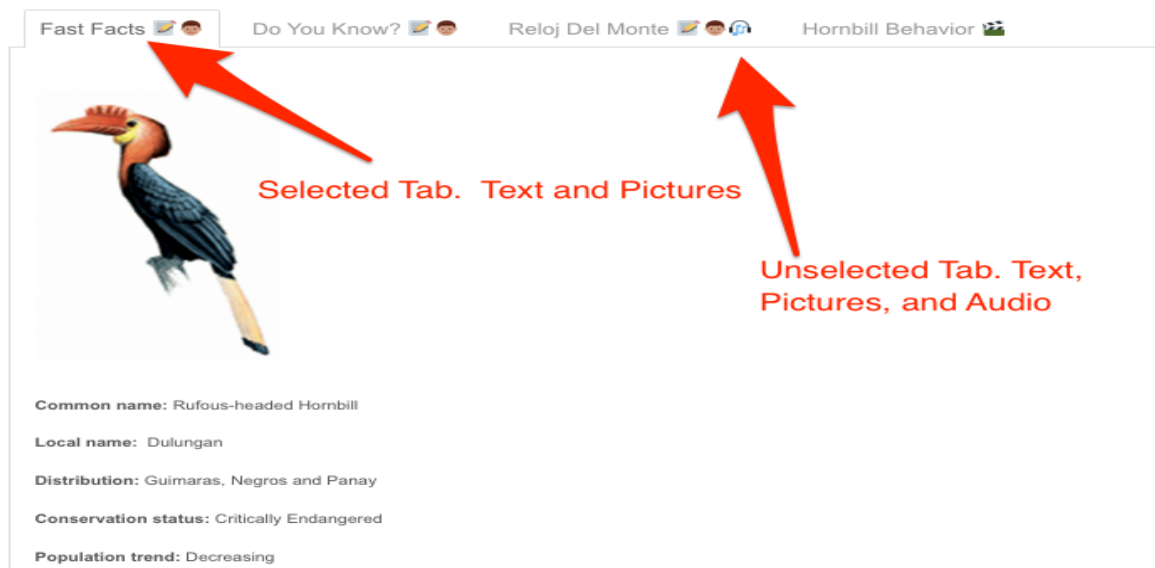 Fast Facts 📝👦🏽 Do You Know? 📝👦🏽 Reloj Del Monte 📝👦🏽🎧 Hornbill Behavior 🎬
Selected Tab. Text and Pictures
Unselected Tab. Text,
Pictures, and Audio
Common name: Rufous-headed Hornbill
Local name: Dulungan
Distribution: Guimaras, Negros and Panay
Conservation status: Critically Endangered
Population trend: Decreasing